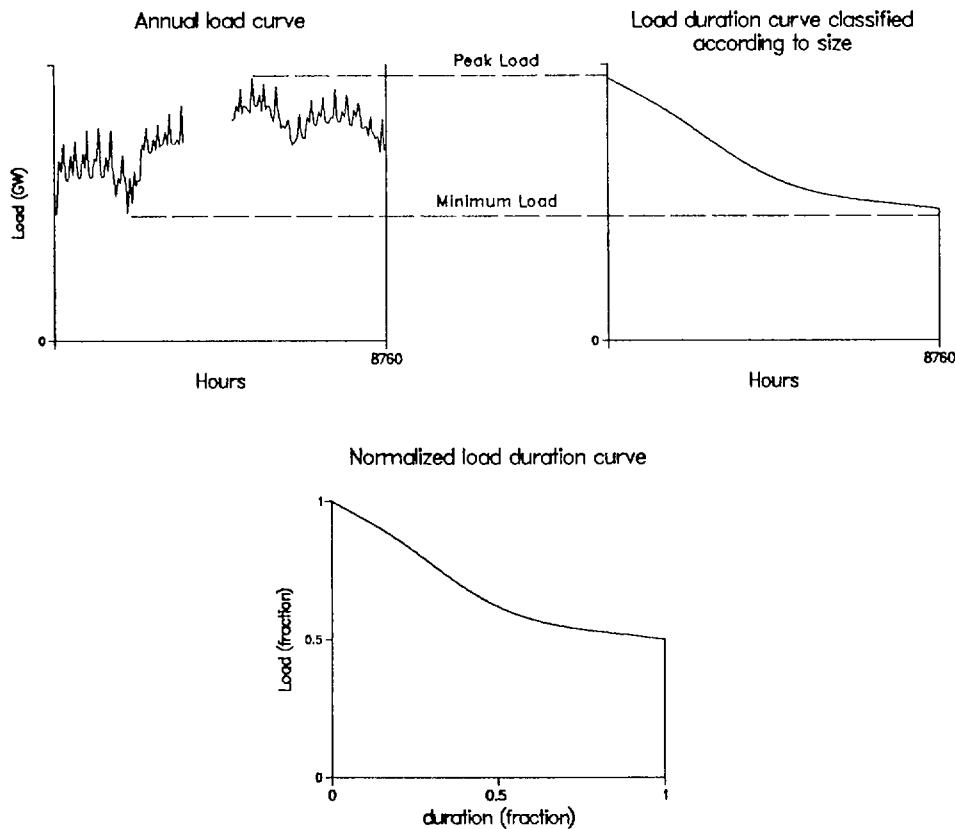 Annual load curve
Load duration curve classified
according to size
Peak Load
Minimum Load
Load (GW)
0
8760
Hours
0
8760
Hours
Normalized load duration curve
1
0.5
0
Load (fraction)
0
0.5
1
duration (fraction)